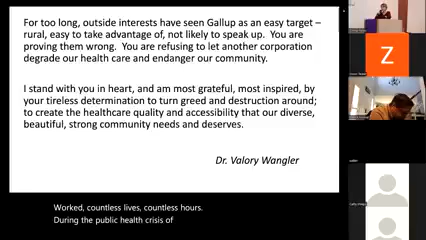 For too long, outside interests have seen Gallup as an easy target –
rural, easy to take advantage of, not likely to speak up.  You are
proving them wrong.  You are refusing to let another corporation
degrade our health care and endanger our community.
I stand with you in heart, and am most grateful, most inspired, by
your tireless determination to turn greed and destruction around;
to create the healthcare quality and accessibility that our diverse,
beautiful, strong community needs and deserves.
Dr. Valory Wangler
Z
Worked, countless lives, countless hours.
During the public health crisis of